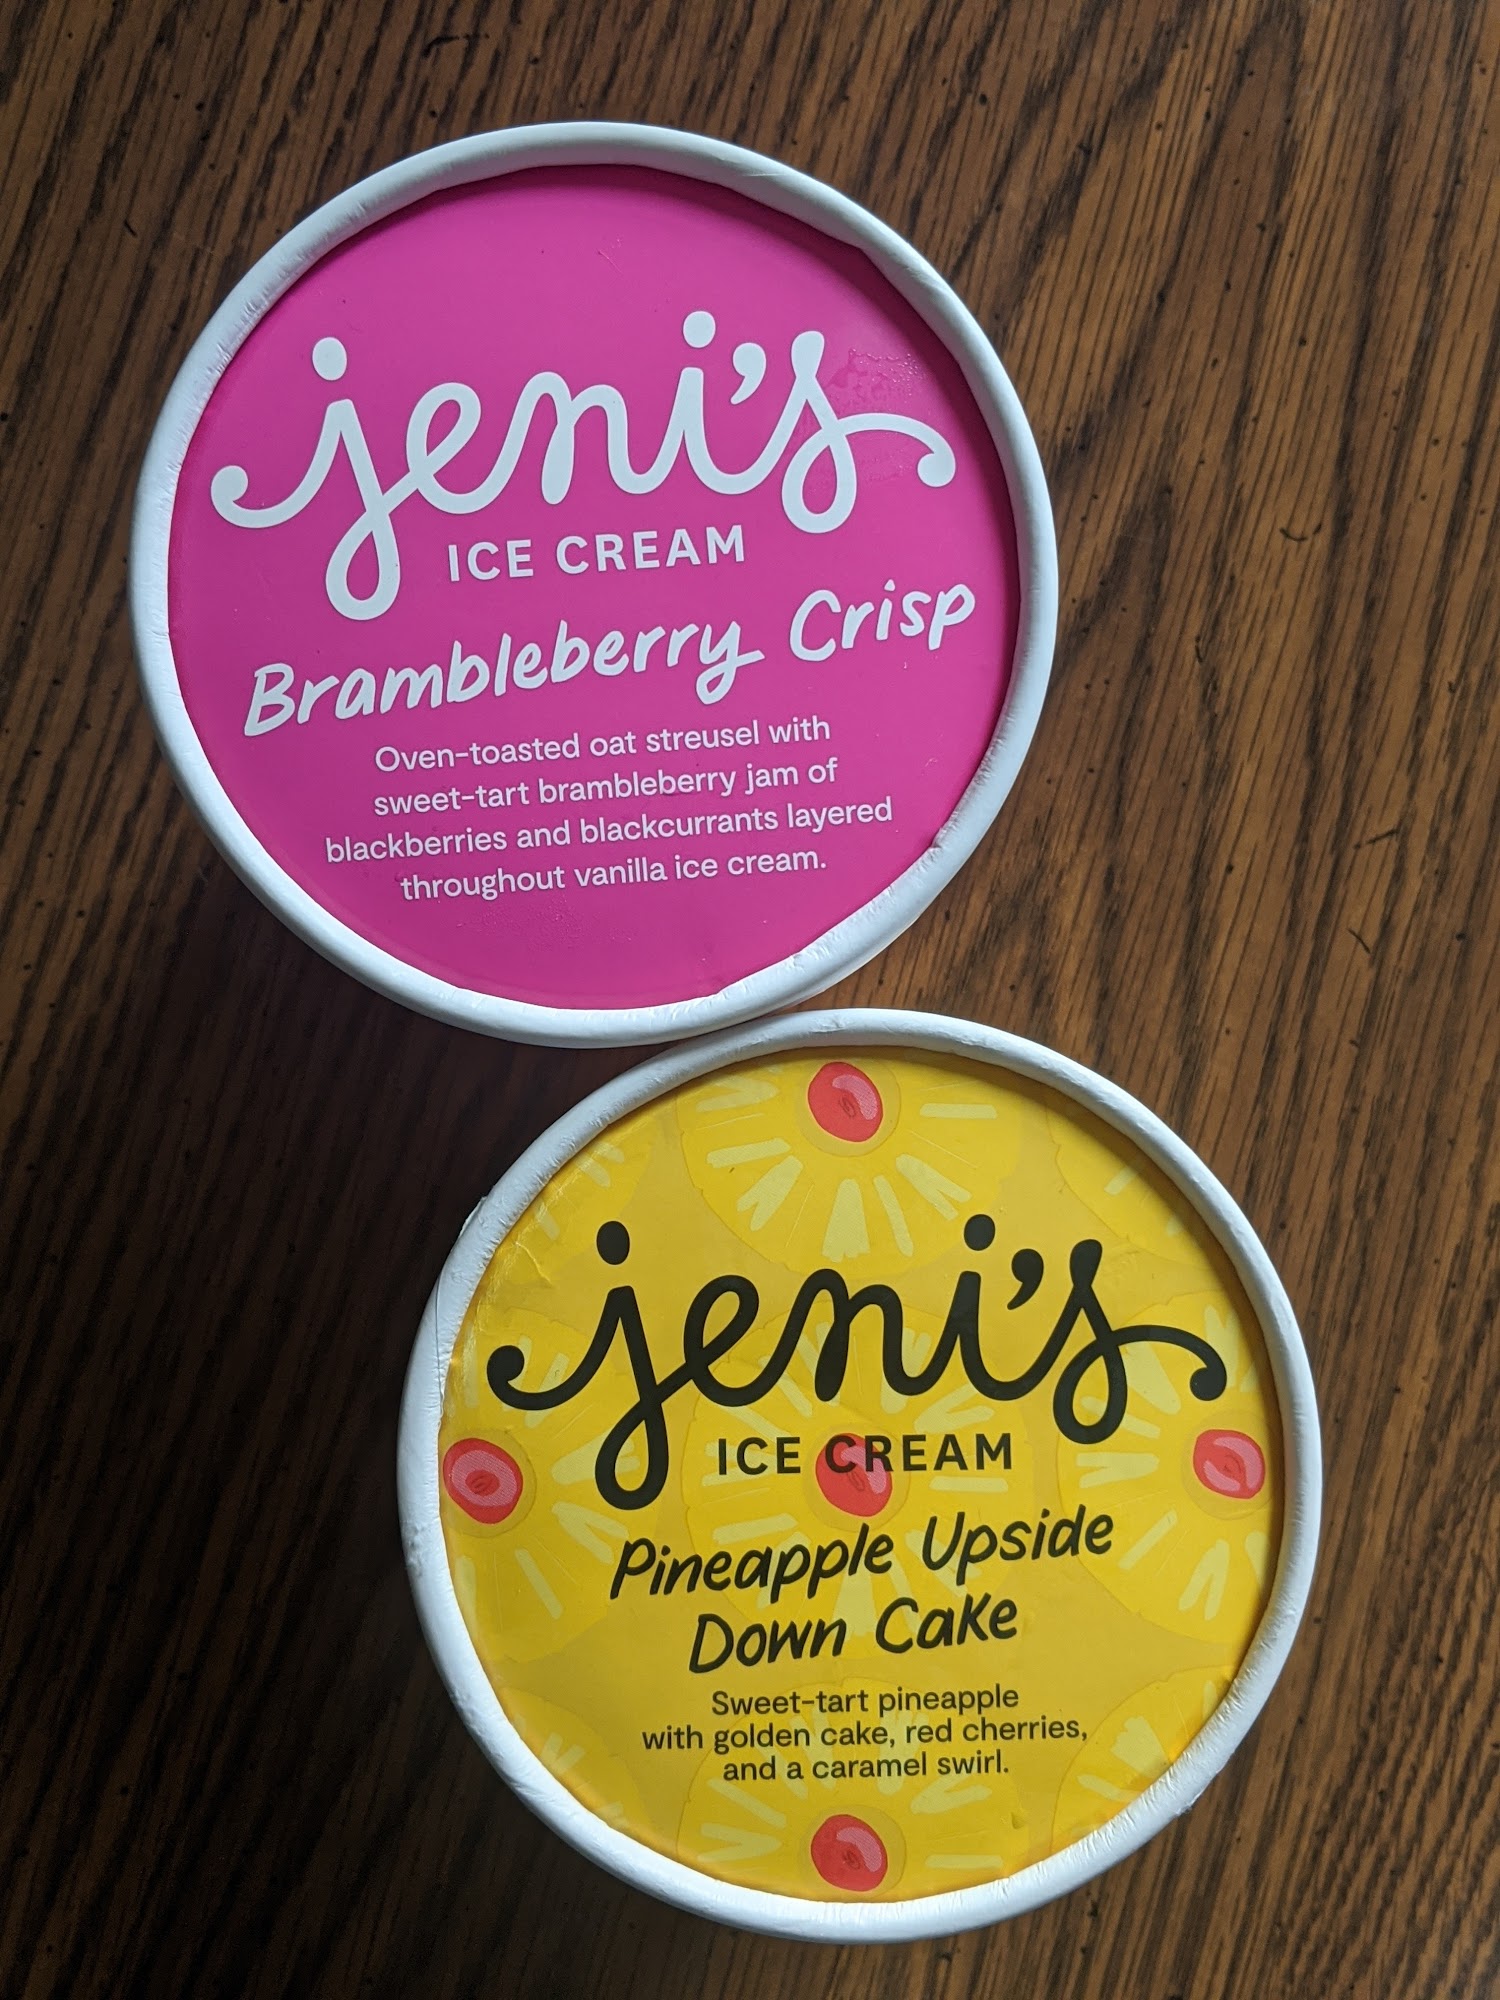 jeni's
ICE CREAM
Brambleberry Crisp
Oven-toasted oat streusel with
sweet-tart brambleberry jam of
blackberries and blackcurrants layered
throughout vanilla ice cream.
jeni's
ICE CREAM
Pineapple Upside
Down Cake
Sweet-tart pineapple
with golden cake, red cherries,
and a caramel swirl.